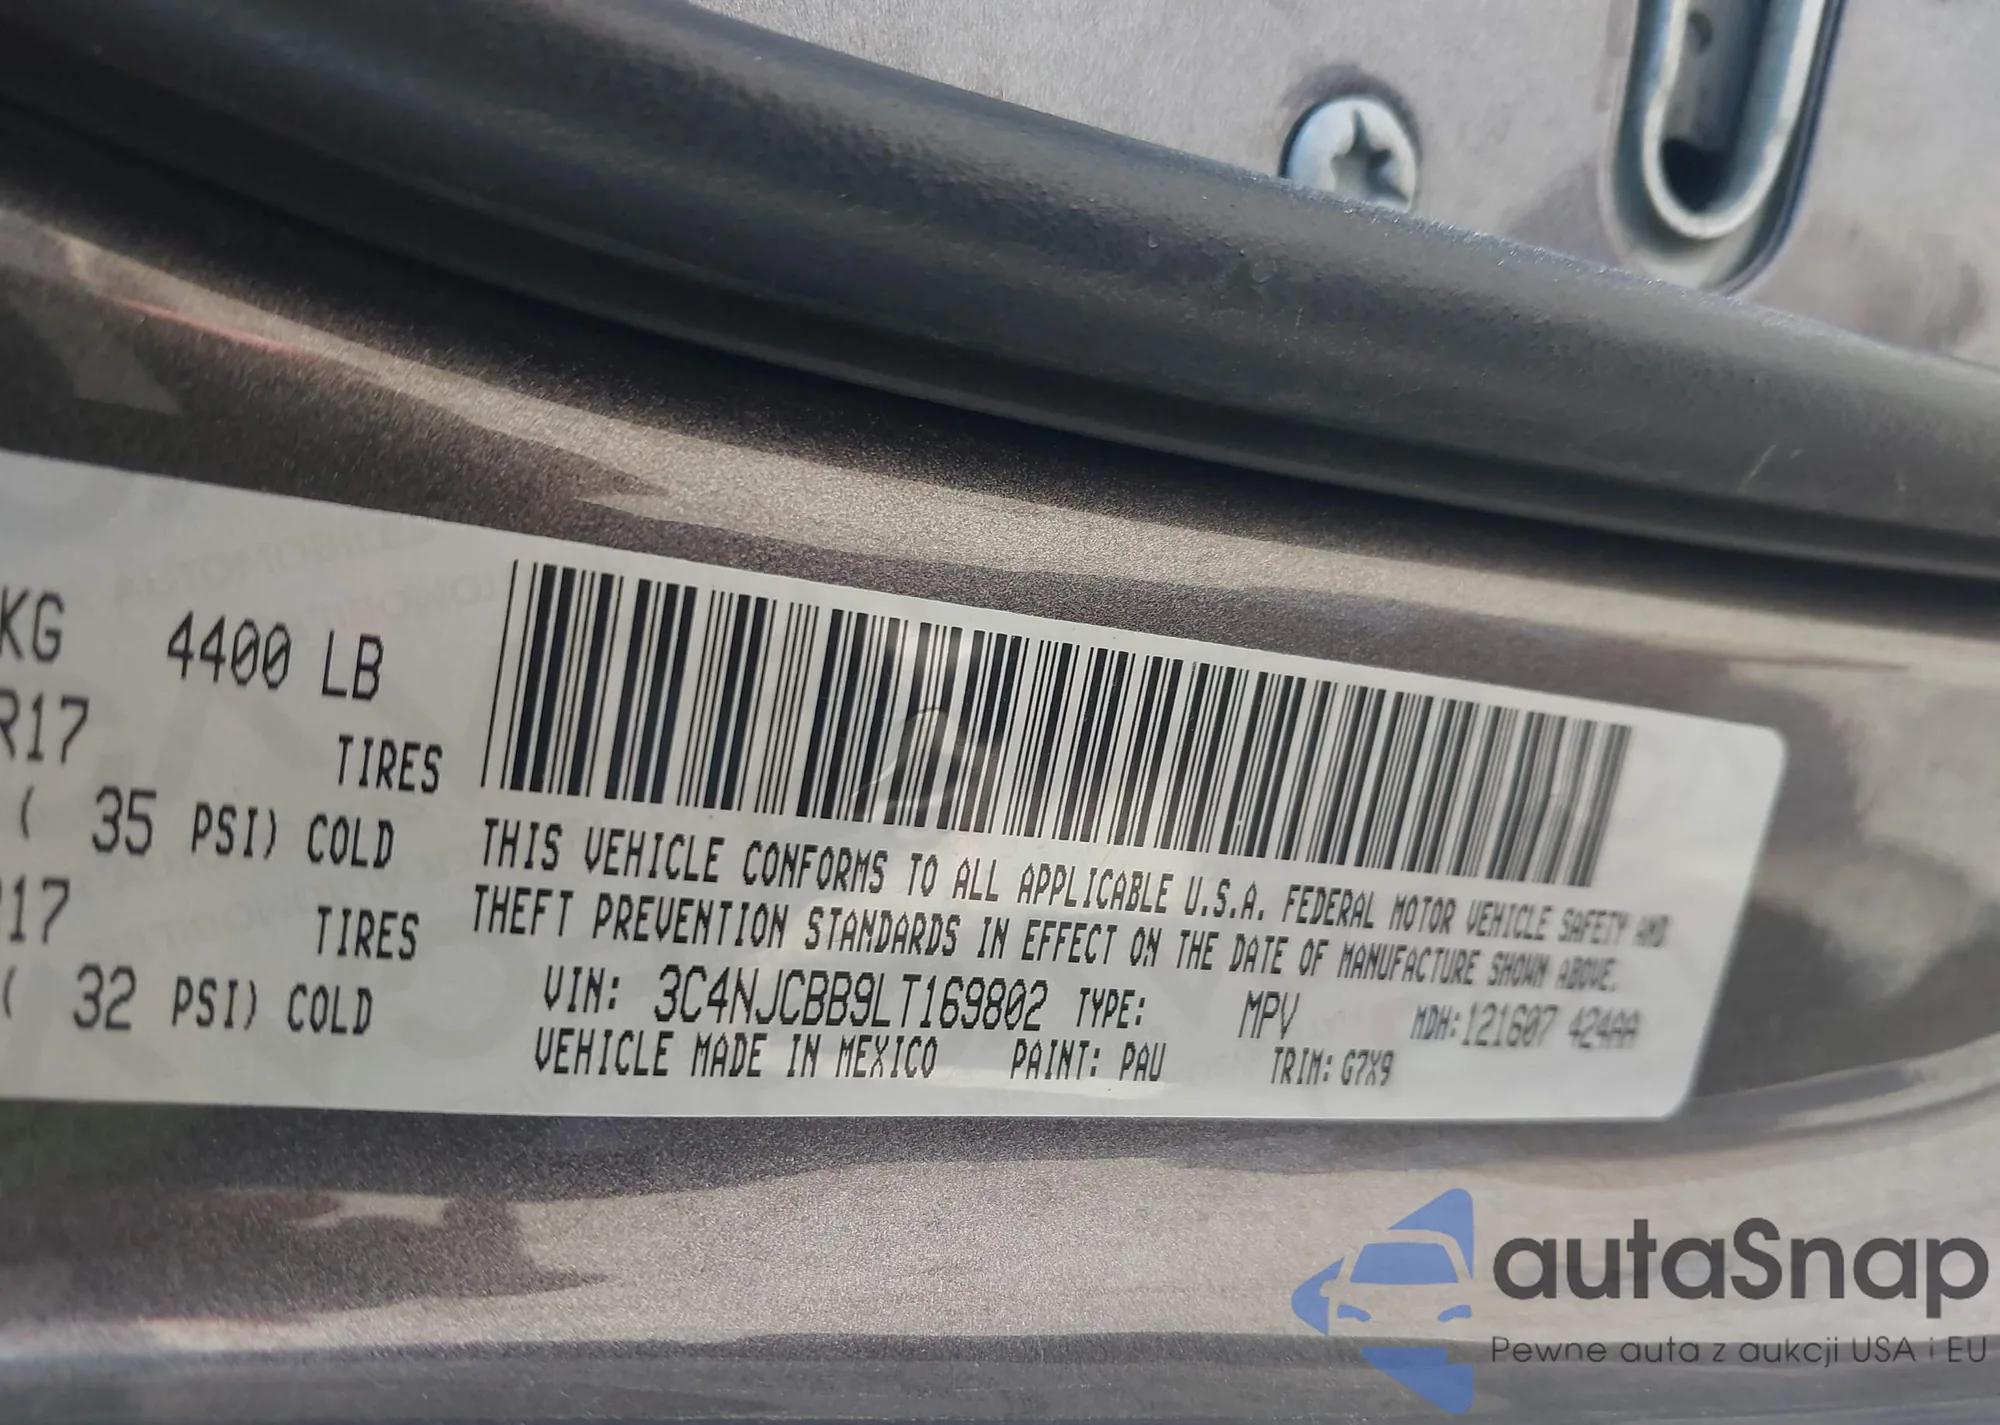 KG 4400 LB
R17 TIRES
( 35 PSI) COLD
R17 TIRES
( 32 PSI) COLD
THIS VEHICLE CONFORMS TO ALL APPLICABLE U.S.A. FEDERAL MOTOR VEHICLE SAFETY AND
THEFT PREVENTION STANDARDS IN EFFECT ON THE DATE OF MANUFACTURE SHOWN ABOVE.
VIN: 3C4NJCBB9LT169802 TYPE: MPV MDH:121607 424AA
VEHICLE MADE IN MEXICO PAINT: PAU TRIM: G7X9
autaSnap
Pewne auta z aukcji USA i EU